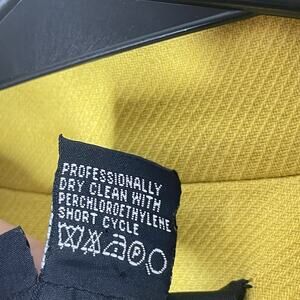 PROFESSIONALLY
DRY CLEAN WITH
PERCHLOROETHYLENE
SHORT CYCLE
P